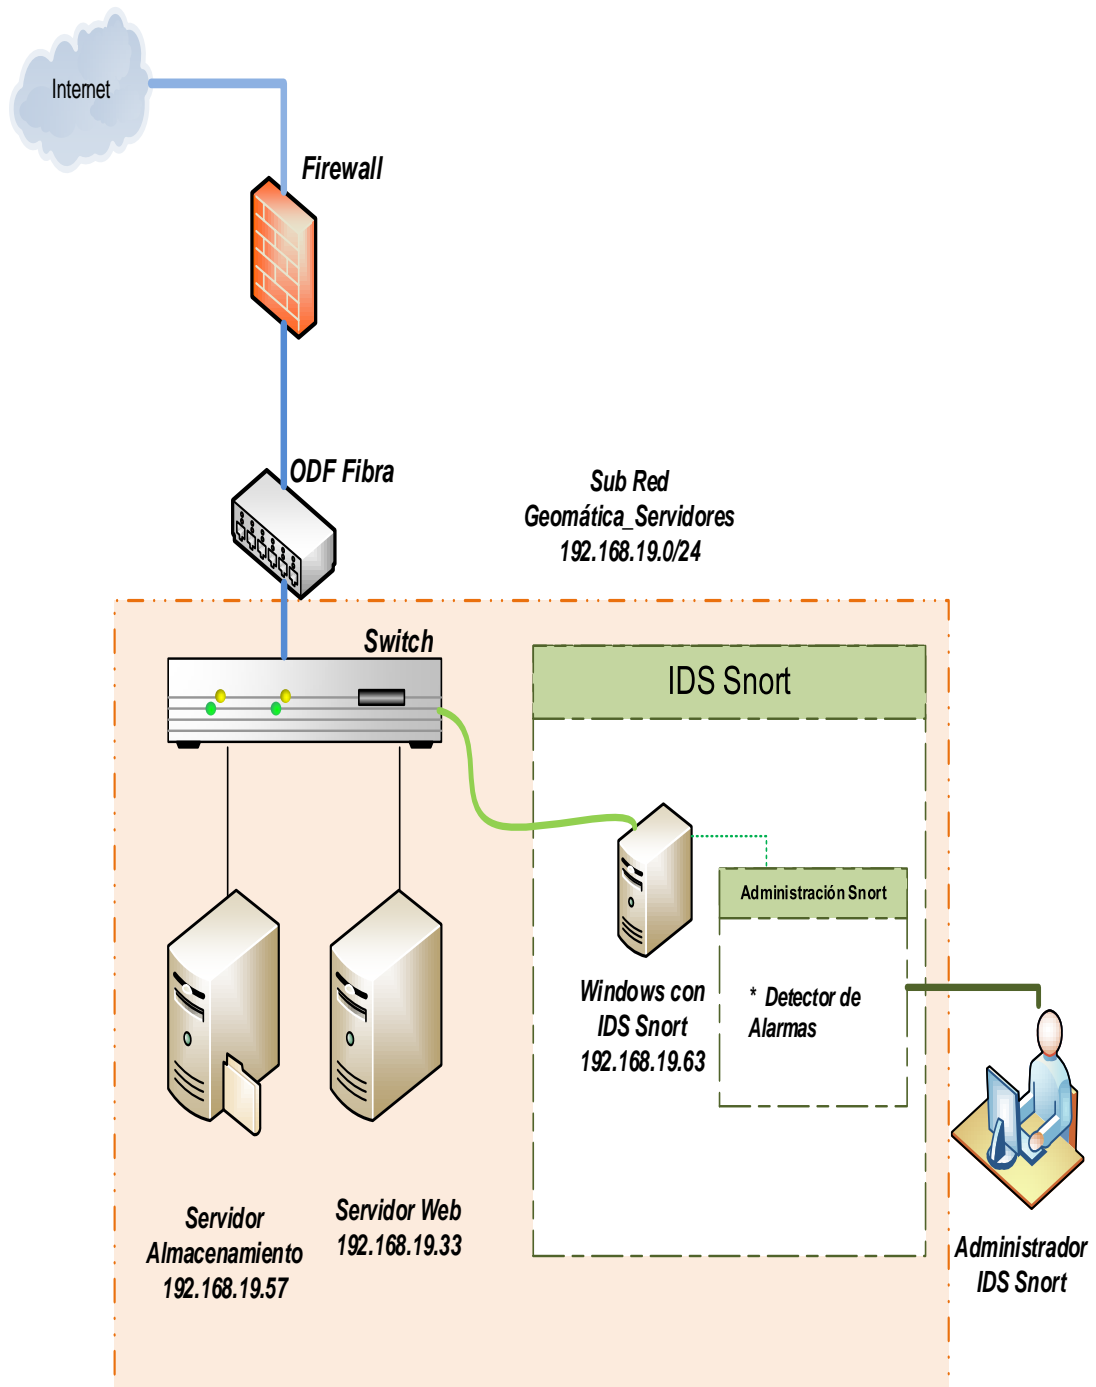 Internet
Firewall
ODF Fibra
Sub Red
Geomática_Servidores
192.168.19.0/24
Switch
IDS Snort
Administración Snort
* Detector de
Alarmas
Windows con
IDS Snort
192.168.19.63
Servidor
Almacenamiento
192.168.19.57
Servidor Web
192.168.19.33
Administrador
IDS Snort